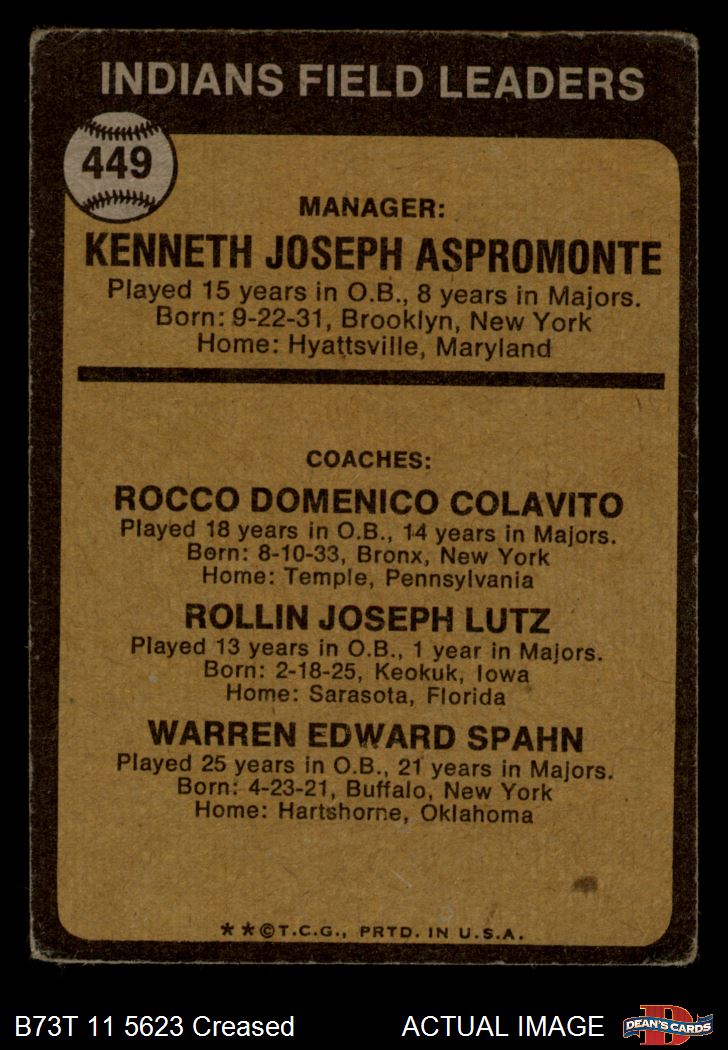 INDIANS FIELD LEADERS
449
MANAGER:
KENNETH JOSEPH ASPROMONTE
Played 15 years in O.B., 8 years in Majors.
Born: 9-22-31, Brooklyn, New York
Home: Hyattsville, Maryland
COACHES:
ROCCO DOMENICO COLAVITO
Played 18 years in O.B., 14 years in Majors.
Born: 8-10-33, Bronx, New York
Home: Temple, Pennsylvania
ROLLIN JOSEPH LUTZ
Played 13 years in O.B., 1 year in Majors.
Born: 2-18-25, Keokuk, Iowa
Home: Sarasota, Florida
WARREN EDWARD SPAHN
Played 25 years in O.B., 21 years in Majors.
Born: 4-23-21, Buffalo, New York
Home: Hartshorne, Oklahoma
★★©T.C.G., PRTD. IN U.S.A.
B73T 11 5623 Creased ACTUAL IMAGE
D
DEAN'S CARDS